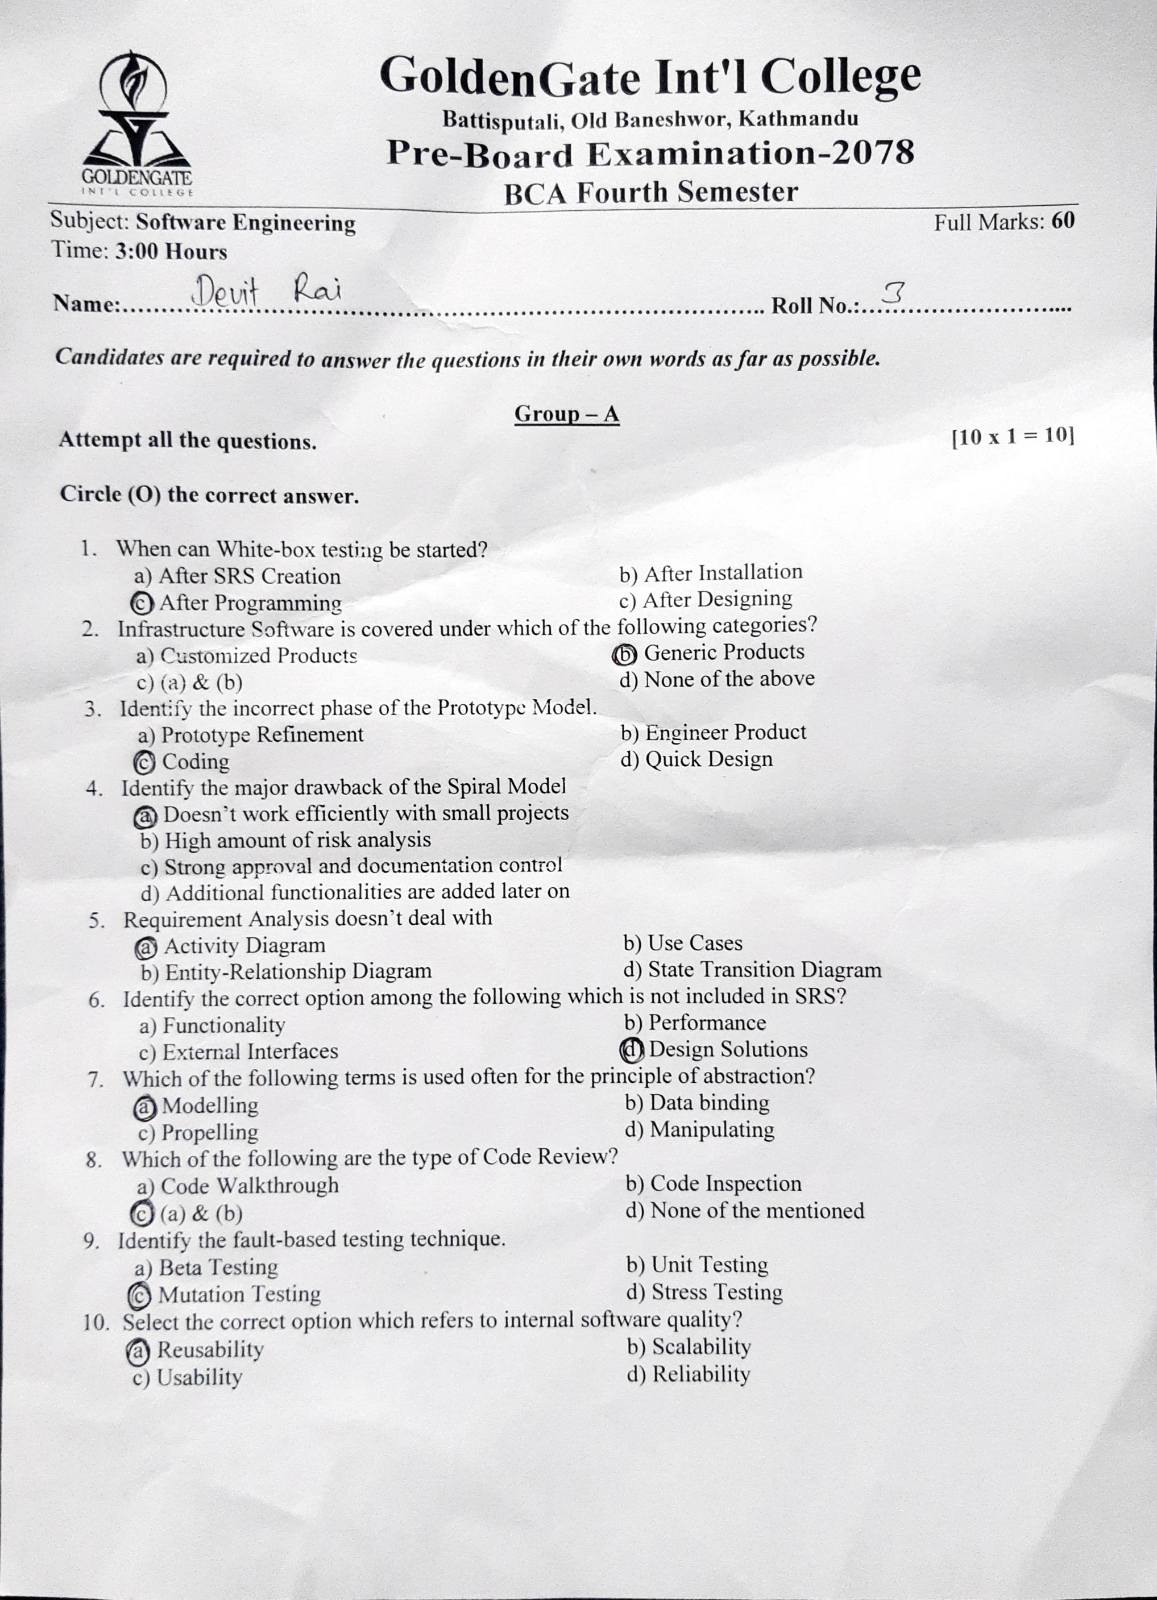 GoldenGate Int'l College
Battisputali, Old Baneshwor, Kathmandu
Pre-Board Examination-2078
BCA Fourth Semester
GOLDENGATE
INT'L COLLEGE
Subject: Software Engineering Full Marks: 60
Time: 3:00 Hours
Name:.......Devit Rai.......Roll No.:....3.......
Candidates are required to answer the questions in their own words as far as possible.
Group – A
Attempt all the questions. [10 x 1 = 10]
Circle (O) the correct answer.
1. When can White-box testing be started?
a) After SRS Creation b) After Installation
c) After Programming c) After Designing
2. Infrastructure Software is covered under which of the following categories?
a) Customized Products b) Generic Products
c) (a) & (b) d) None of the above
3. Identify the incorrect phase of the Prototype Model.
a) Prototype Refinement b) Engineer Product
c) Coding d) Quick Design
4. Identify the major drawback of the Spiral Model
a) Doesn't work efficiently with small projects
b) High amount of risk analysis
c) Strong approval and documentation control
d) Additional functionalities are added later on
5. Requirement Analysis doesn't deal with
a) Activity Diagram b) Use Cases
b) Entity-Relationship Diagram d) State Transition Diagram
6. Identify the correct option among the following which is not included in SRS?
a) Functionality b) Performance
c) External Interfaces d) Design Solutions
7. Which of the following terms is used often for the principle of abstraction?
a) Modelling b) Data binding
c) Propelling d) Manipulating
8. Which of the following are the type of Code Review?
a) Code Walkthrough b) Code Inspection
c) (a) & (b) d) None of the mentioned
9. Identify the fault-based testing technique.
a) Beta Testing b) Unit Testing
c) Mutation Testing d) Stress Testing
10. Select the correct option which refers to internal software quality?
a) Reusability b) Scalability
c) Usability d) Reliability